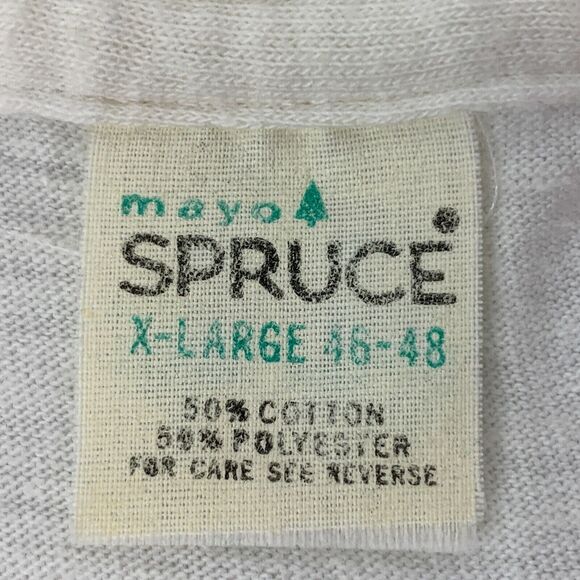 mayo
SPRUCE
X-LARGE 46-48
50% COTTON
50% POLYESTER
FOR CARE SEE REVERSE